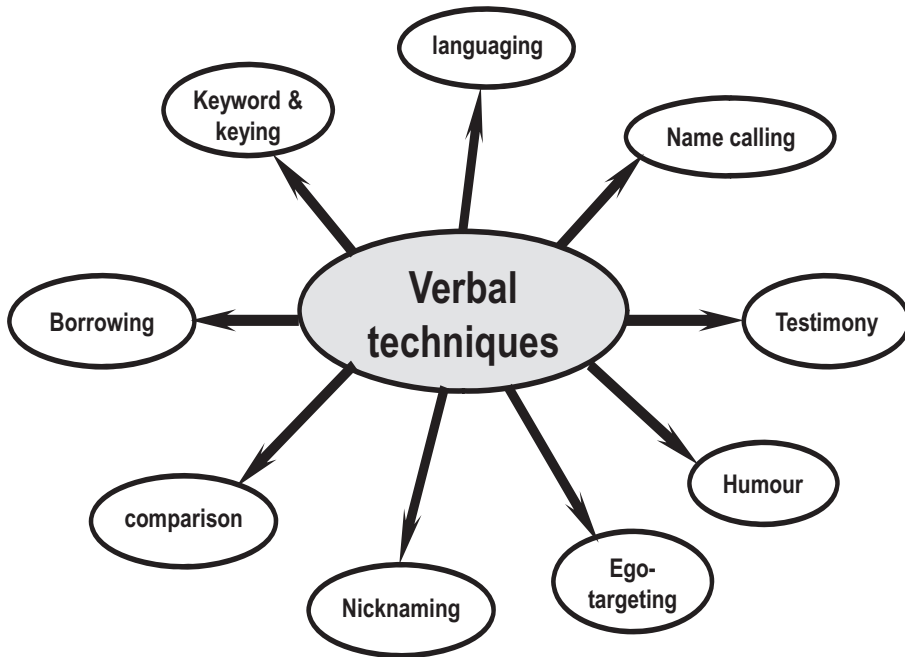 languaging
Keyword &
keying
Name calling
Verbal
techniques
Borrowing
Testimony
comparison
Humour
Nicknaming
Ego-
targeting